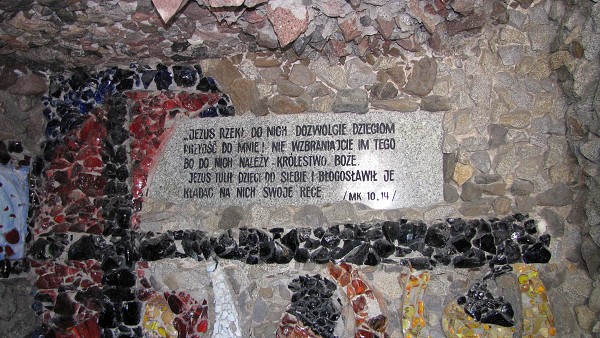 „JEZUS RZEKŁ DO NICH DOZWÓLCIE DZIECIOM
PRZYJŚĆ DO MNIE! NIE WZBRANIAJCIE IM TEGO
BO DO NICH NALEŻY KRÓLESTWO BOŻE.
JEZUS TULIŁ DZIECI DO SIEBIE I BŁOGOSŁAWIŁ JE
KŁADĄC NA NICH SWOJE RĘCE. /MK 10,14/